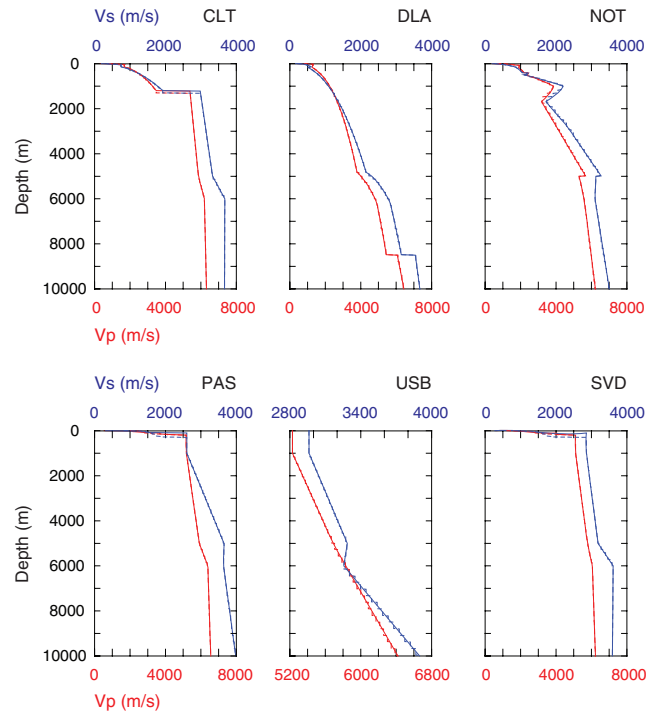 Vs (m/s) CLT DLA NOT
0 2000 4000 0 2000 4000 0 2000 4000
0
2000
4000
6000
8000
10000
Depth (m)
0 4000 8000 0 4000 8000 0 4000 8000
Vp (m/s)
Vs (m/s) PAS USB SVD
0 2000 4000 2800 3400 4000 0 2000 4000
0
2000
4000
6000
8000
10000
Depth (m)
0 4000 8000 5200 6000 6800 0 4000 8000
Vp (m/s)